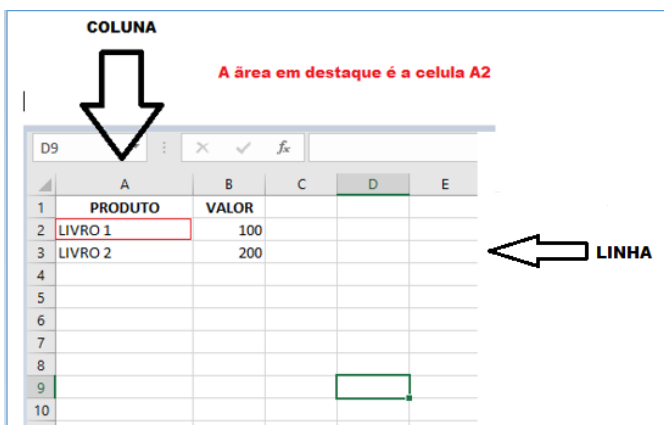 COLUNA
A ärea em destaque é a celula A2
D9 fx
A B C D E
1 PRODUTO VALOR
2 LIVRO 1 100
3 LIVRO 2 200
LINHA
4
5
6
7
8
9
10